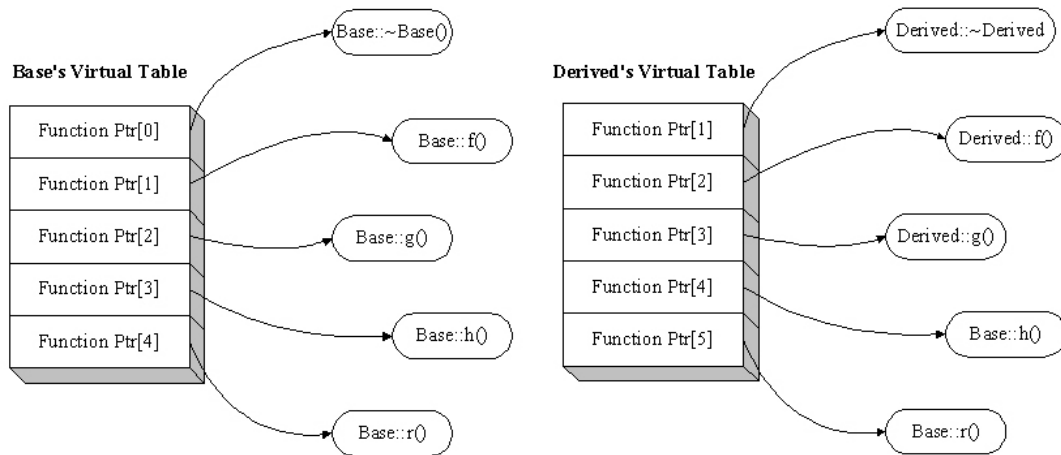 Base::~Base()
Base's Virtual Table
Function Ptr[0]
Function Ptr[1]
Function Ptr[2]
Function Ptr[3]
Function Ptr[4]
Base::f()
Base::g()
Base::h()
Base::r()
Derived::~Derived
Derived's Virtual Table
Function Ptr[1]
Function Ptr[2]
Function Ptr[3]
Function Ptr[4]
Function Ptr[5]
Derived::f()
Derived::g()
Base::h()
Base::r()